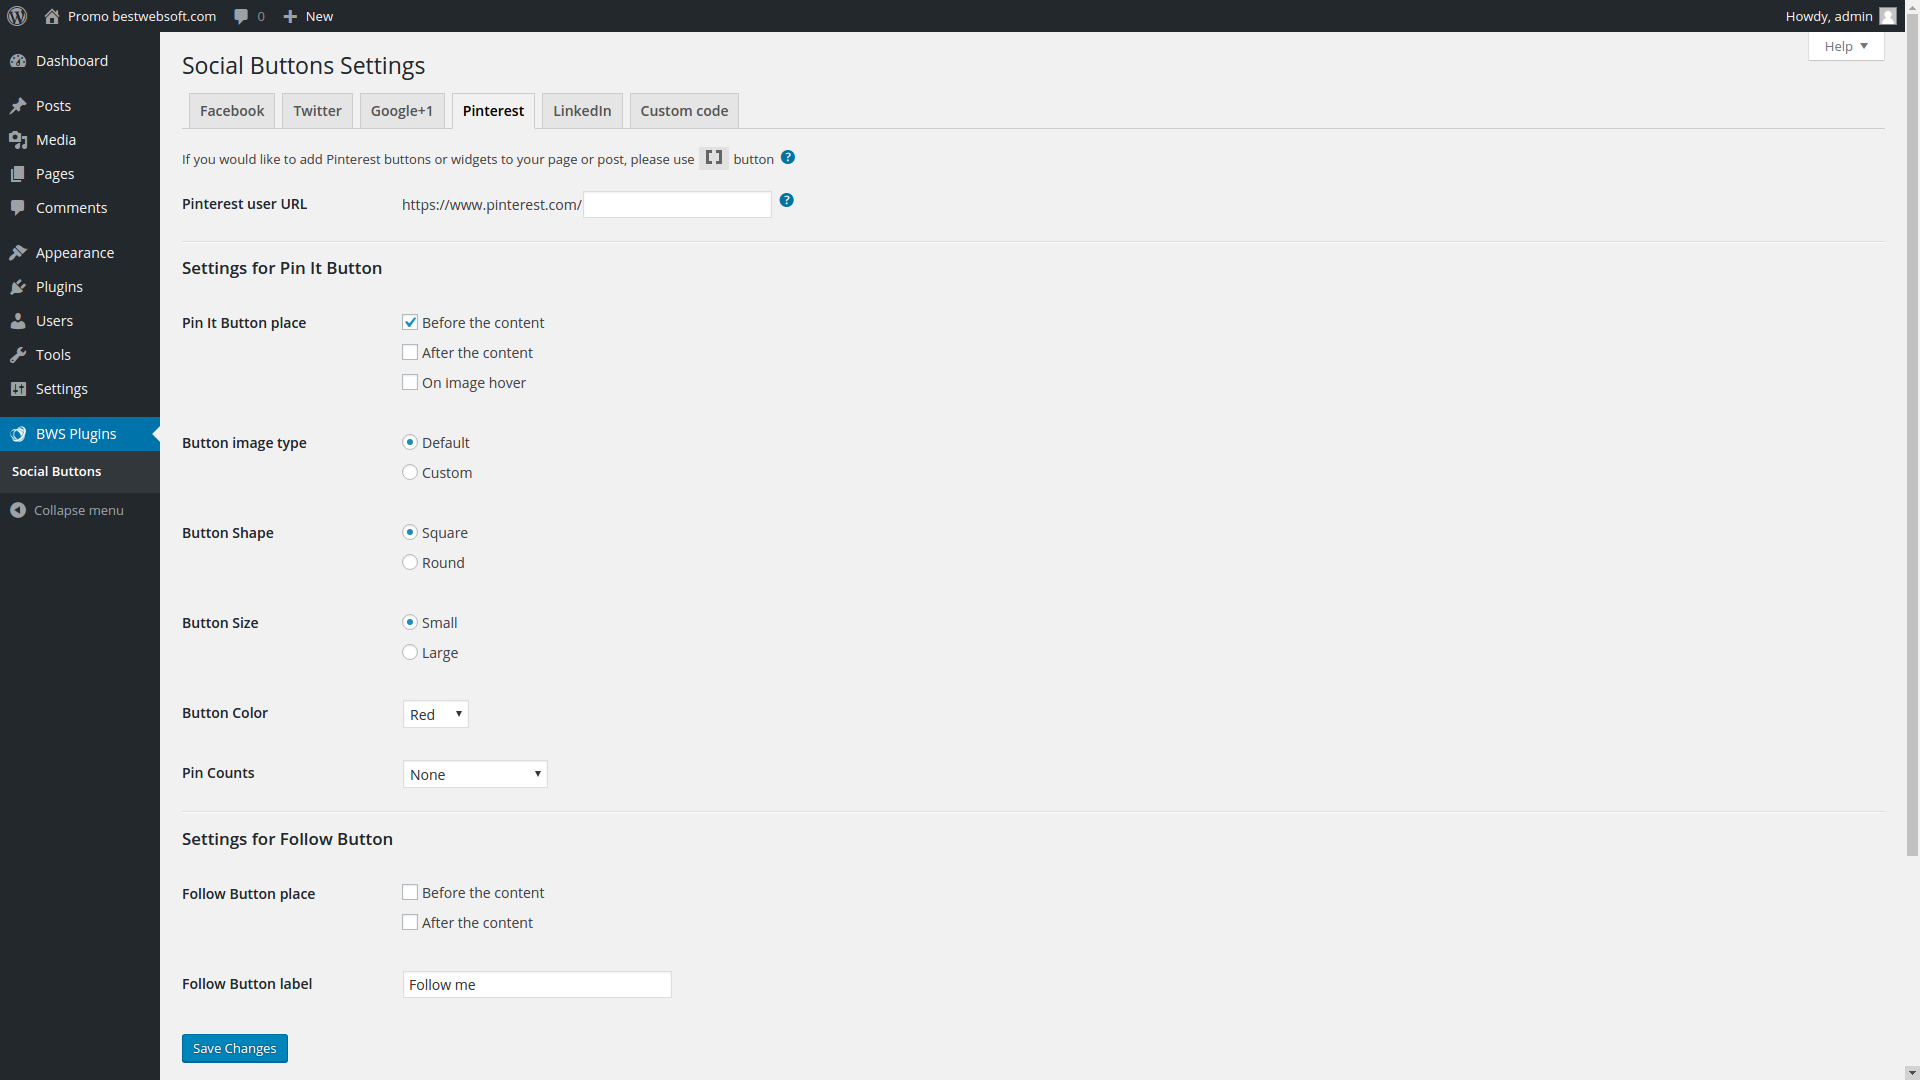 Promo bestwebsoft.com 0 New Howdy, admin
Help
Dashboard
Posts
Media
Pages
Comments
Appearance
Plugins
Users
Tools
Settings
BWS Plugins
Social Buttons
Collapse menu
Social Buttons Settings
Facebook Twitter Google+1 Pinterest LinkedIn Custom code
If you would like to add Pinterest buttons or widgets to your page or post, please use [] button ?
Pinterest user URL https://www.pinterest.com/ ?
Settings for Pin It Button
Pin It Button place Before the content
After the content
On image hover
Button image type Default
Custom
Button Shape Square
Round
Button Size Small
Large
Button Color Red
Pin Counts None
Settings for Follow Button
Follow Button place Before the content
After the content
Follow Button label Follow me
Save Changes